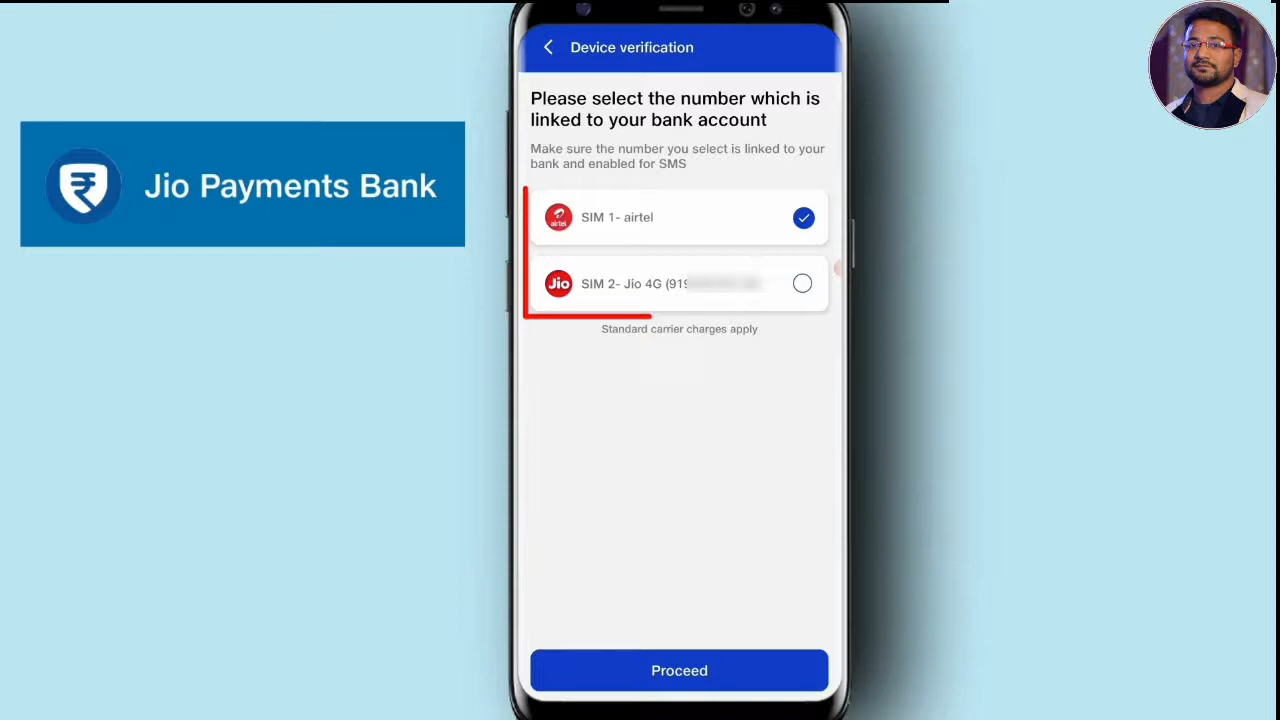 Device verification
Please select the number which is
linked to your bank account
Make sure the number you select is linked to your
bank and enabled for SMS
Jio Payments Bank
airtel
SIM 1- airtel
Jio
SIM 2- Jio 4G (919
Standard carrier charges apply
Proceed